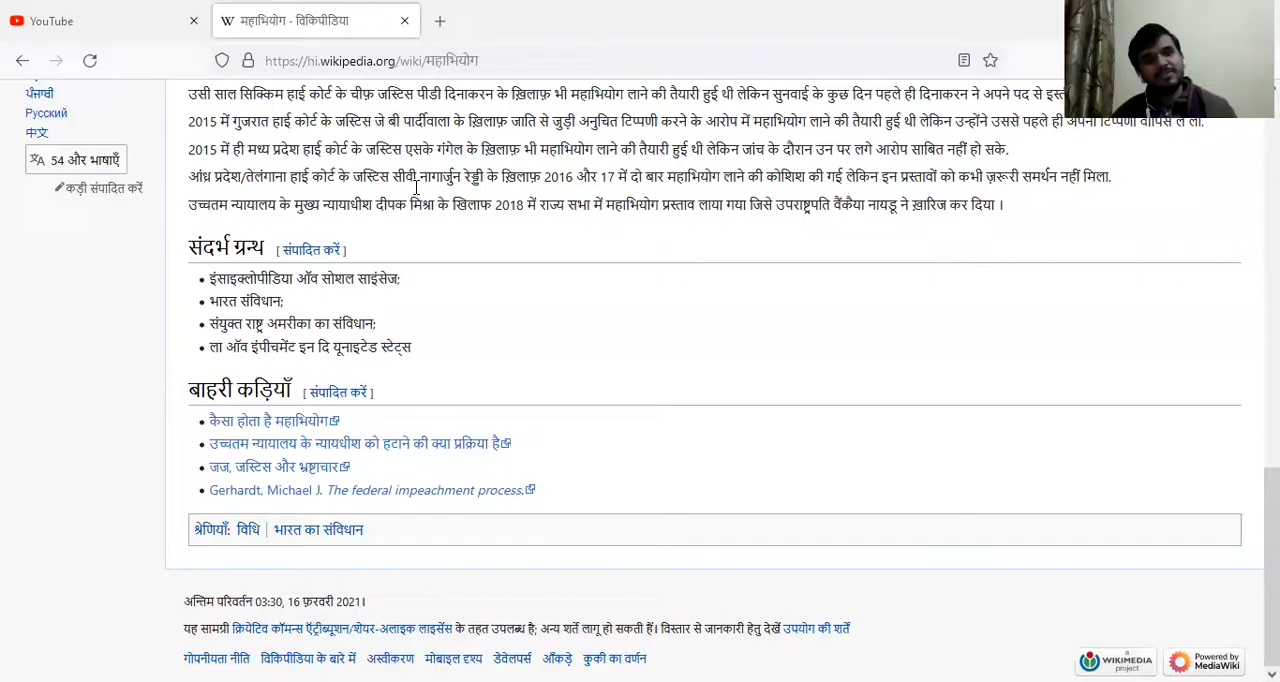 YouTube
W महाभियोग - विकिपीडिया
https://hi.wikipedia.org/wiki/महाभियोग
ਪੰਜਾਬੀ
Русский
中文
54 और भाषाएँ
कड़ी संपादित करें
उसी साल सिक्किम हाई कोर्ट के चीफ़ जस्टिस पीडी दिनाकरन के ख़िलाफ़ भी महाभियोग लाने की तैयारी हुई थी लेकिन सुनवाई के कुछ दिन पहले ही दिनाकरन ने अपने पद से
2015 में गुजरात हाई कोर्ट के जस्टिस जे बी पार्दीवाला के ख़िलाफ़ जाति से जुड़ी अनुचित टिप्पणी करने के आरोप में महाभियोग लाने की तैयारी हुई थी लेकिन उन्होंने उससे पहले ही अपनी टिप्पणी वापिस ले ली.
2015 में ही मध्य प्रदेश हाई कोर्ट के जस्टिस एसके गंगेल के ख़िलाफ़ भी महाभियोग लाने की तैयारी हुई थी लेकिन जांच के दौरान उन पर लगे आरोप साबित नहीं हो सके.
आंध्र प्रदेश/तेलंगाना हाई कोर्ट के जस्टिस सीवी नागार्जुन रेड्डी के ख़िलाफ़ 2016 और 17 में दो बार महाभियोग लाने की कोशिश की गई लेकिन इन प्रस्तावों को कभी ज़रूरी समर्थन नहीं मिला.
उच्चतम न्यायालय के मुख्य न्यायाधीश दीपक मिश्रा के खिलाफ 2018 में राज्य सभा में महाभियोग प्रस्ताव लाया गया जिसे उपराष्ट्रपति वैंकैया नायडू ने ख़ारिज कर दिया ।
संदर्भ ग्रन्थ [ संपादित करें ]
इंसाइक्लोपीडिया ऑव सोशल साइंसेज;
भारत संविधान;
संयुक्त राष्ट्र अमरीका का संविधान;
ला ऑव इंपीचमेंट इन दि यूनाइटेड स्टेट्स
बाहरी कड़ियाँ [ संपादित करें ]
कैसा होता है महाभियोग
उच्चतम न्यायालय के न्यायधीश को हटाने की क्या प्रक्रिया है
जज, जस्टिस और भ्रष्टाचार
Gerhardt, Michael J. The federal impeachment process.
श्रेणियाँ: विधि | भारत का संविधान
अन्तिम परिवर्तन 03:30, 16 फ़रवरी 2021।
यह सामग्री क्रियेटिव कॉमन्स ऍट्रीब्यूशन/शेयर-अलाइक लाइसेंस के तहत उपलब्ध है; अन्य शर्ते लागू हो सकती हैं। विस्तार से जानकारी हेतु देखें उपयोग की शर्तें
गोपनीयता नीति विकिपीडिया के बारे में अस्वीकरण मोबाइल दृश्य डेवेलपर्स आँकड़े कुकी का वर्णन
a WIKIMEDIA project
Powered by MediaWiki